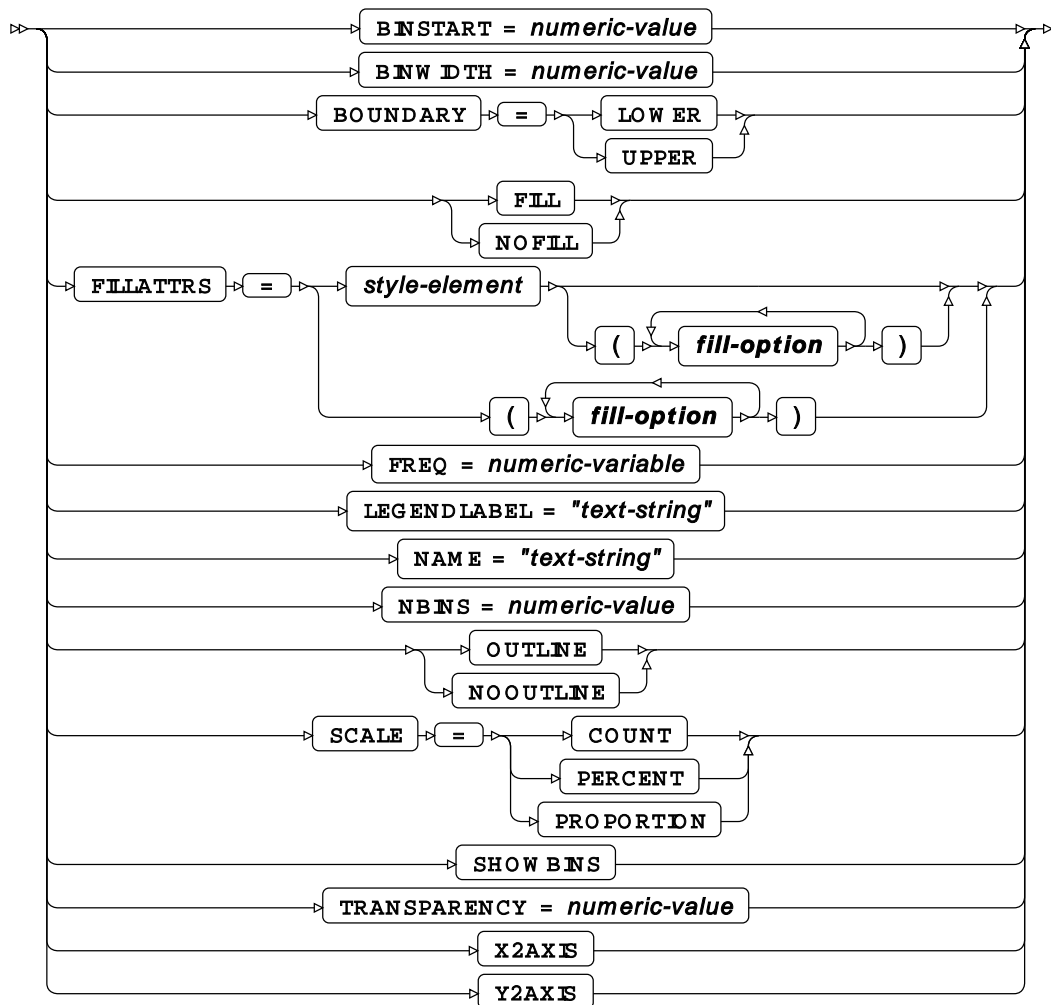 BINSTART = numeric-value
BINWIDTH = numeric-value
BOUNDARY = LOWER
UPPER
FILL
NOFILL
FILLATTRS = style-element
( fill-option )
( fill-option )
FREQ = numeric-variable
LEGENDLABEL = "text-string"
NAME = "text-string"
NBINS = numeric-value
OUTLINE
NOOUTLINE
SCALE = COUNT
PERCENT
PROPORTION
SHOWBINS
TRANSPARENCY = numeric-value
X2AXIS
Y2AXIS